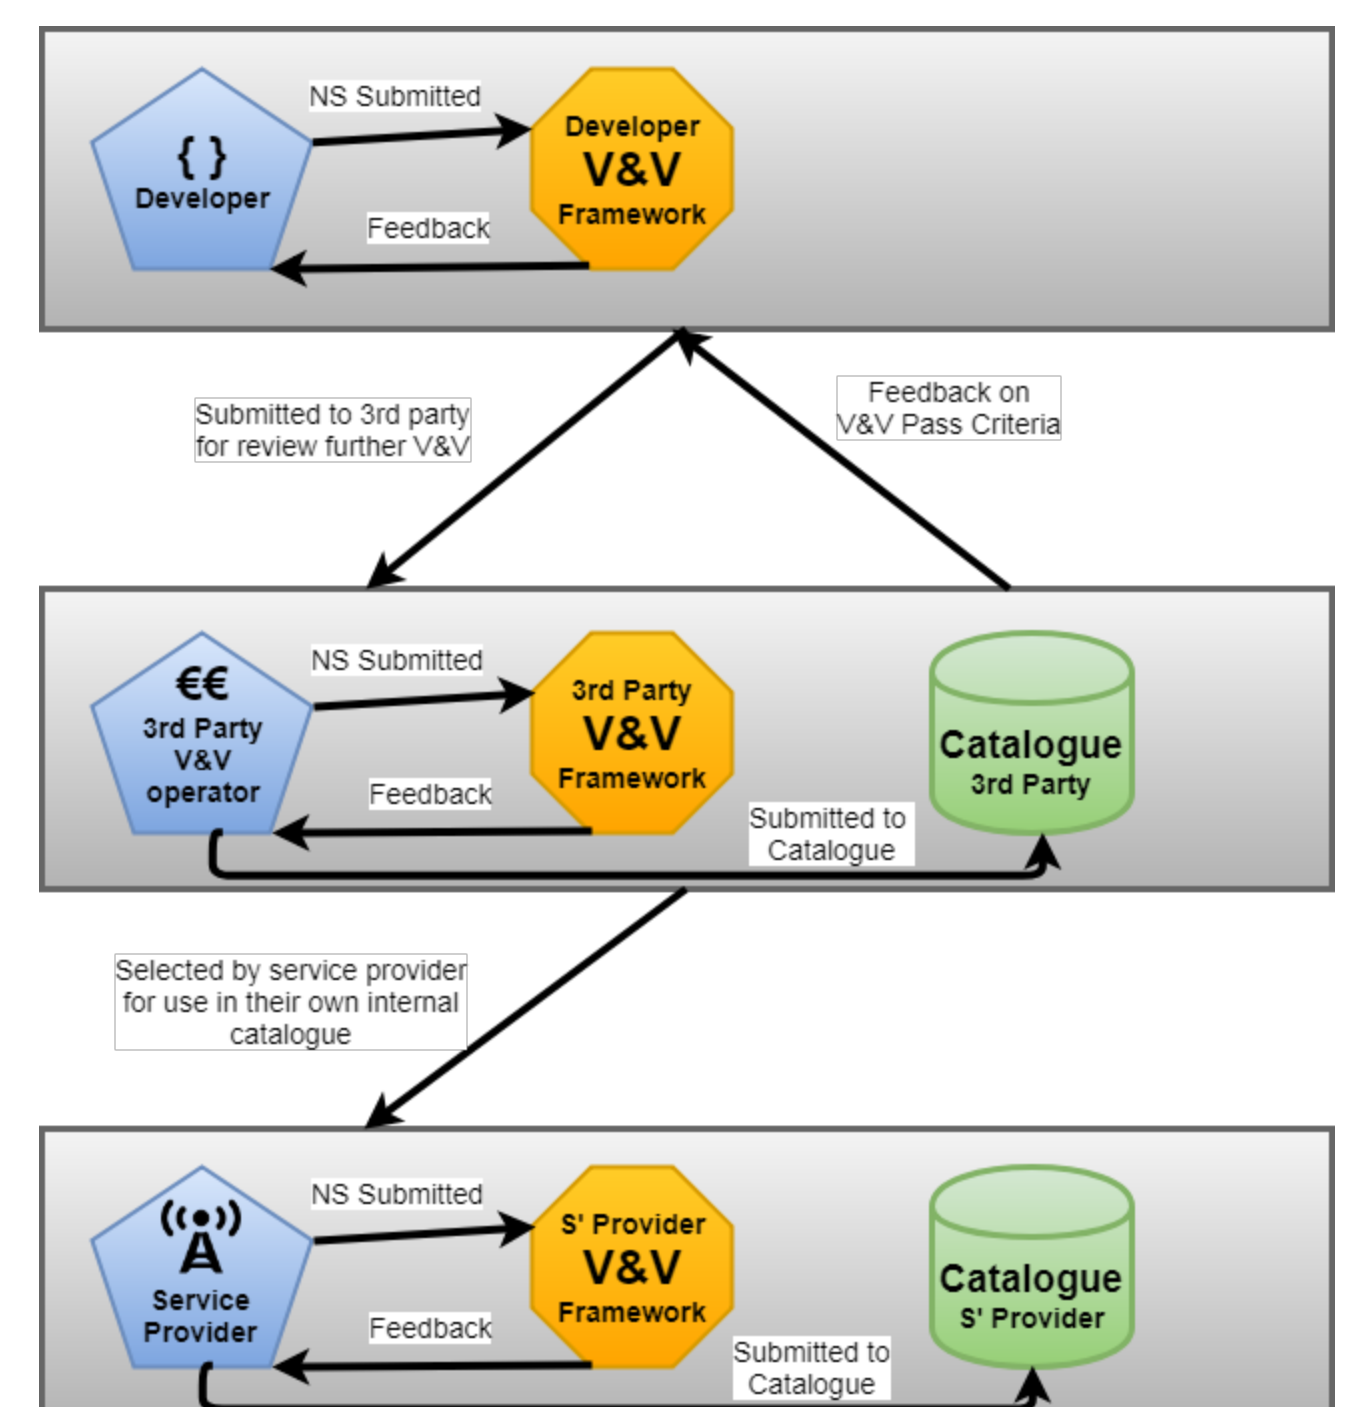 NS Submitted
{ }
Developer
Developer
V&V
Framework
Feedback
Submitted to 3rd party
for review further V&V
Feedback on
V&V Pass Criteria
NS Submitted
€€
3rd Party
V&V
operator
3rd Party
V&V
Framework
Catalogue
3rd Party
Feedback
Submitted to
Catalogue
Selected by service provider
for use in their own internal
catalogue
NS Submitted
Service
Provider
S' Provider
V&V
Framework
Catalogue
S' Provider
Feedback
Submitted to
Catalogue